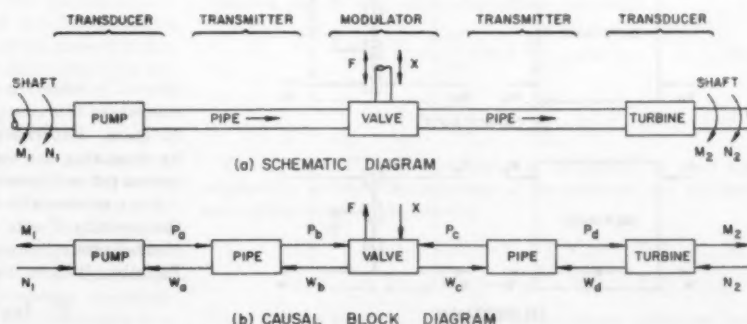 TRANSDUCER TRANSMITTER MODULATOR TRANSMITTER TRANSDUCER
F X
SHAFT SHAFT
PUMP PIPE VALVE PIPE TURBINE
M₁ N₁ M₂ N₂
(a) SCHEMATIC DIAGRAM
F X
M₁ Pa Pb Pc Pd M₂
PUMP PIPE VALVE PIPE TURBINE
N₁ Wa Wb Wc Wd N₂
(b) CAUSAL BLOCK DIAGRAM